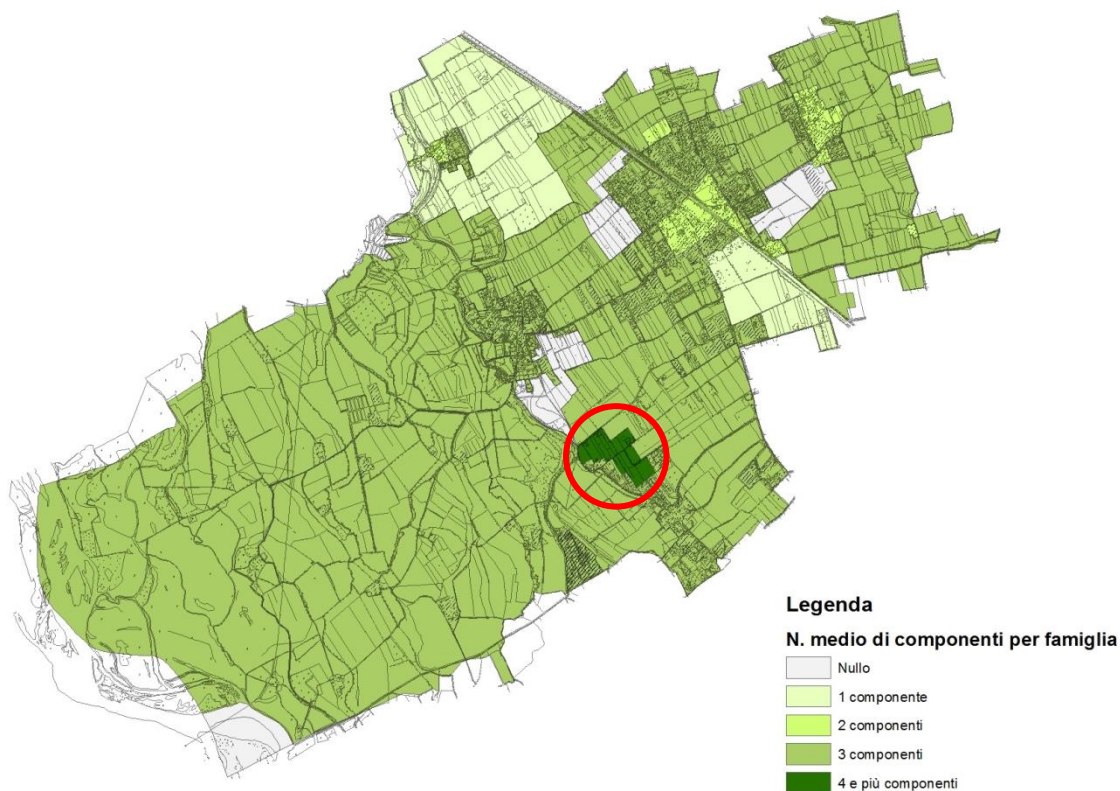 Legenda
N. medio di componenti per famiglia
Nullo
1 componente
2 componenti
3 componenti
4 e più componenti